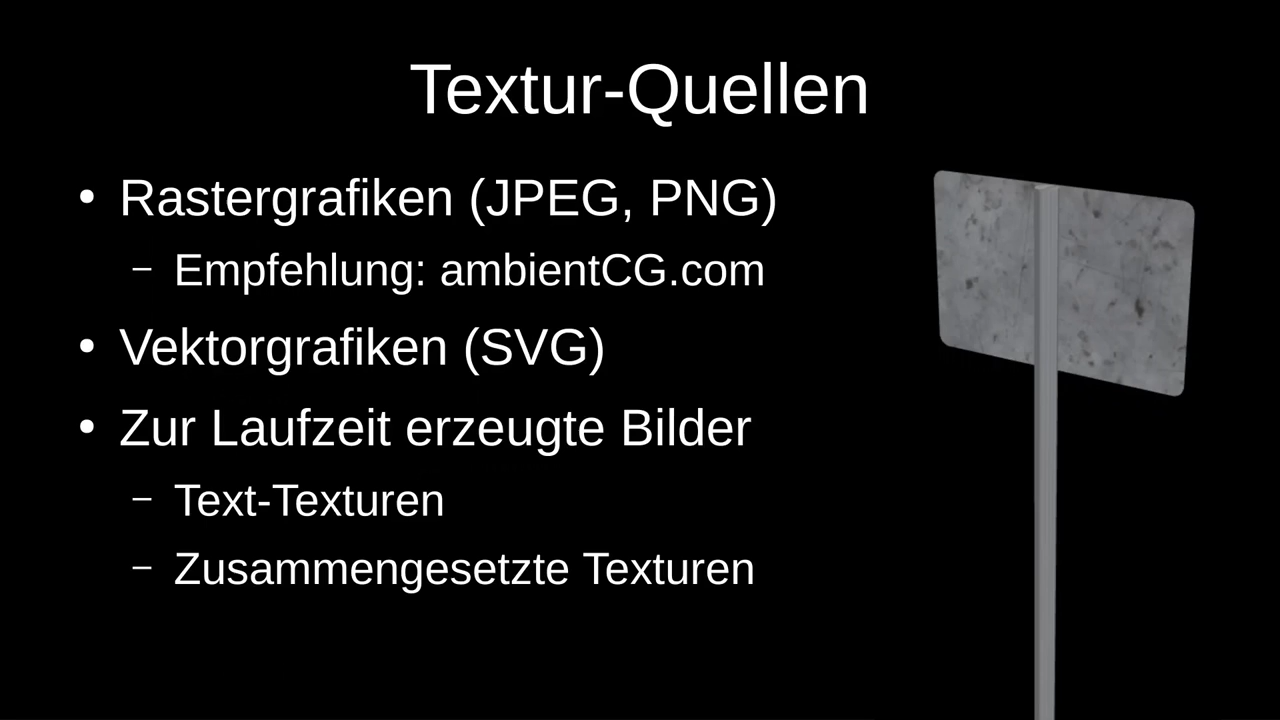 Textur-Quellen
• Rastergrafiken (JPEG, PNG)
– Empfehlung: ambientCG.com
• Vektorgrafiken (SVG)
• Zur Laufzeit erzeugte Bilder
– Text-Texturen
– Zusammengesetzte Texturen